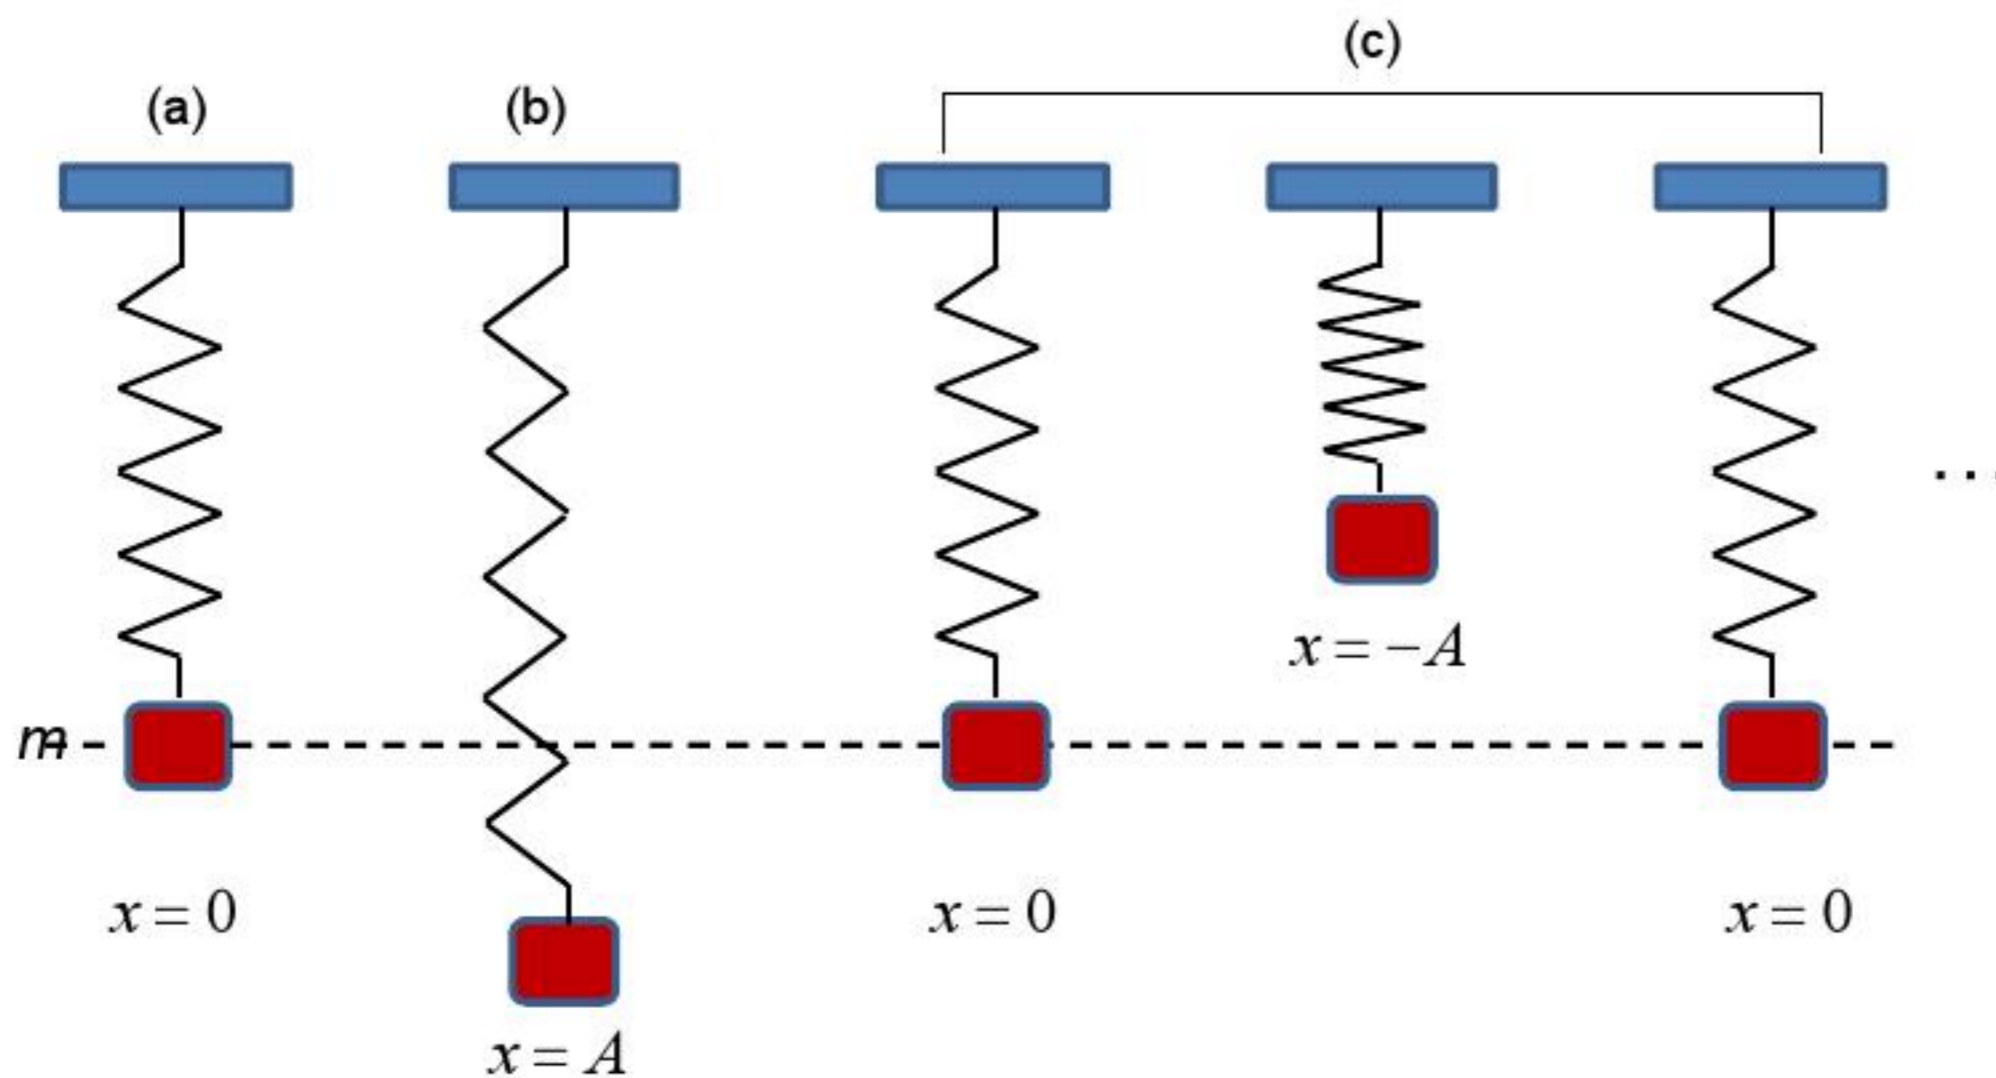 (c)
(a)
(b)
x = −A
m
x = 0
x = 0
x = 0
x = A
...